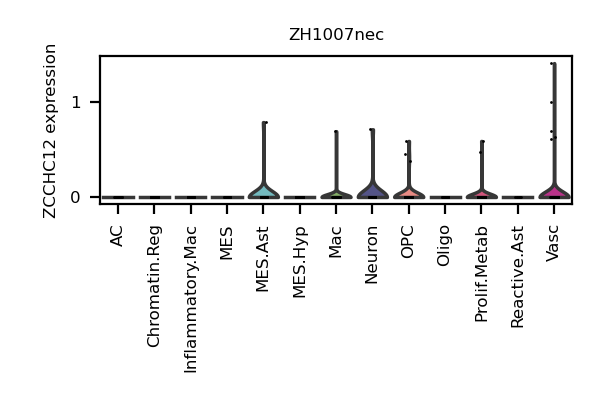 ZH1007nec
ZCCHC12 expression
1
0
AC
Chromatin.Reg
Inflammatory.Mac
MES
MES.Ast
MES.Hyp
Mac
Neuron
OPC
Oligo
Prolif.Metab
Reactive.Ast
Vasc